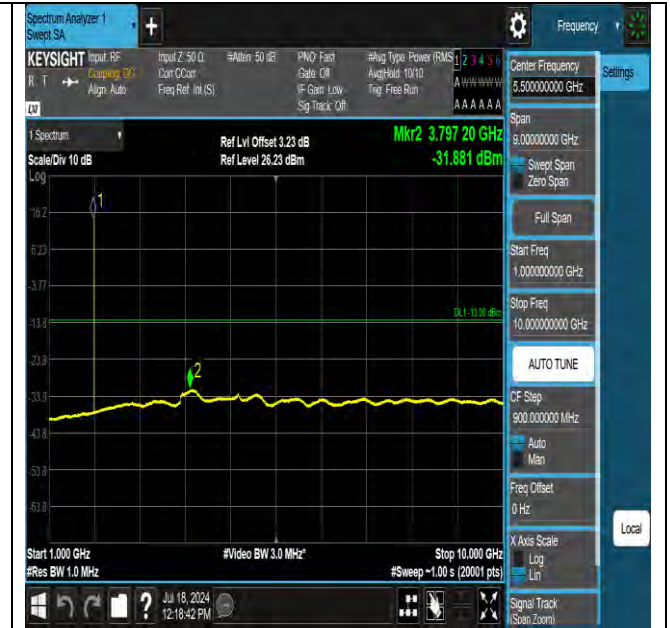 Spectrum Analyzer 1
Swept SA
+
Frequency
KEYSIGHT
R T
LXI
Input: RF
Coupling: DC
Align: Auto
Input Z: 50 Ω
Corr CCorr
Freq Ref: Int (S)
#Atten: 50 dB
PNO: Fast
Gate: Off
IF Gain: Low
Sig Track: Off
#Avg Type: Power (RMS
Avg|Hold: 10/10
Trig: Free Run
1 2 3 4 5 6
A W W W W W
A A A A A A
1 Spectrum
Scale/Div 10 dB
Log
Ref Lvl Offset 3.23 dB
Ref Level 26.23 dBm
Mkr2 3.797 20 GHz
-31.881 dBm
1
16.2
6.23
-3.77
DL1 -13.00 dBm
-13.8
-23.8
2
-33.8
-43.8
-53.8
-63.8
Start 1.000 GHz
#Res BW 1.0 MHz
#Video BW 3.0 MHz*
Stop 10.000 GHz
#Sweep ~1.00 s (20001 pts)
Jul 18, 2024
12:18:42 PM
?
Center Frequency
5.500000000 GHz
Settings
Span
9.00000000 GHz
Swept Span
Zero Span
Full Span
Start Freq
1.000000000 GHz
Stop Freq
10.000000000 GHz
AUTO TUNE
CF Step
900.000000 MHz
Auto
Man
Freq Offset
0 Hz
Local
X Axis Scale
Log
Lin
Signal Track
(Span Zoom)